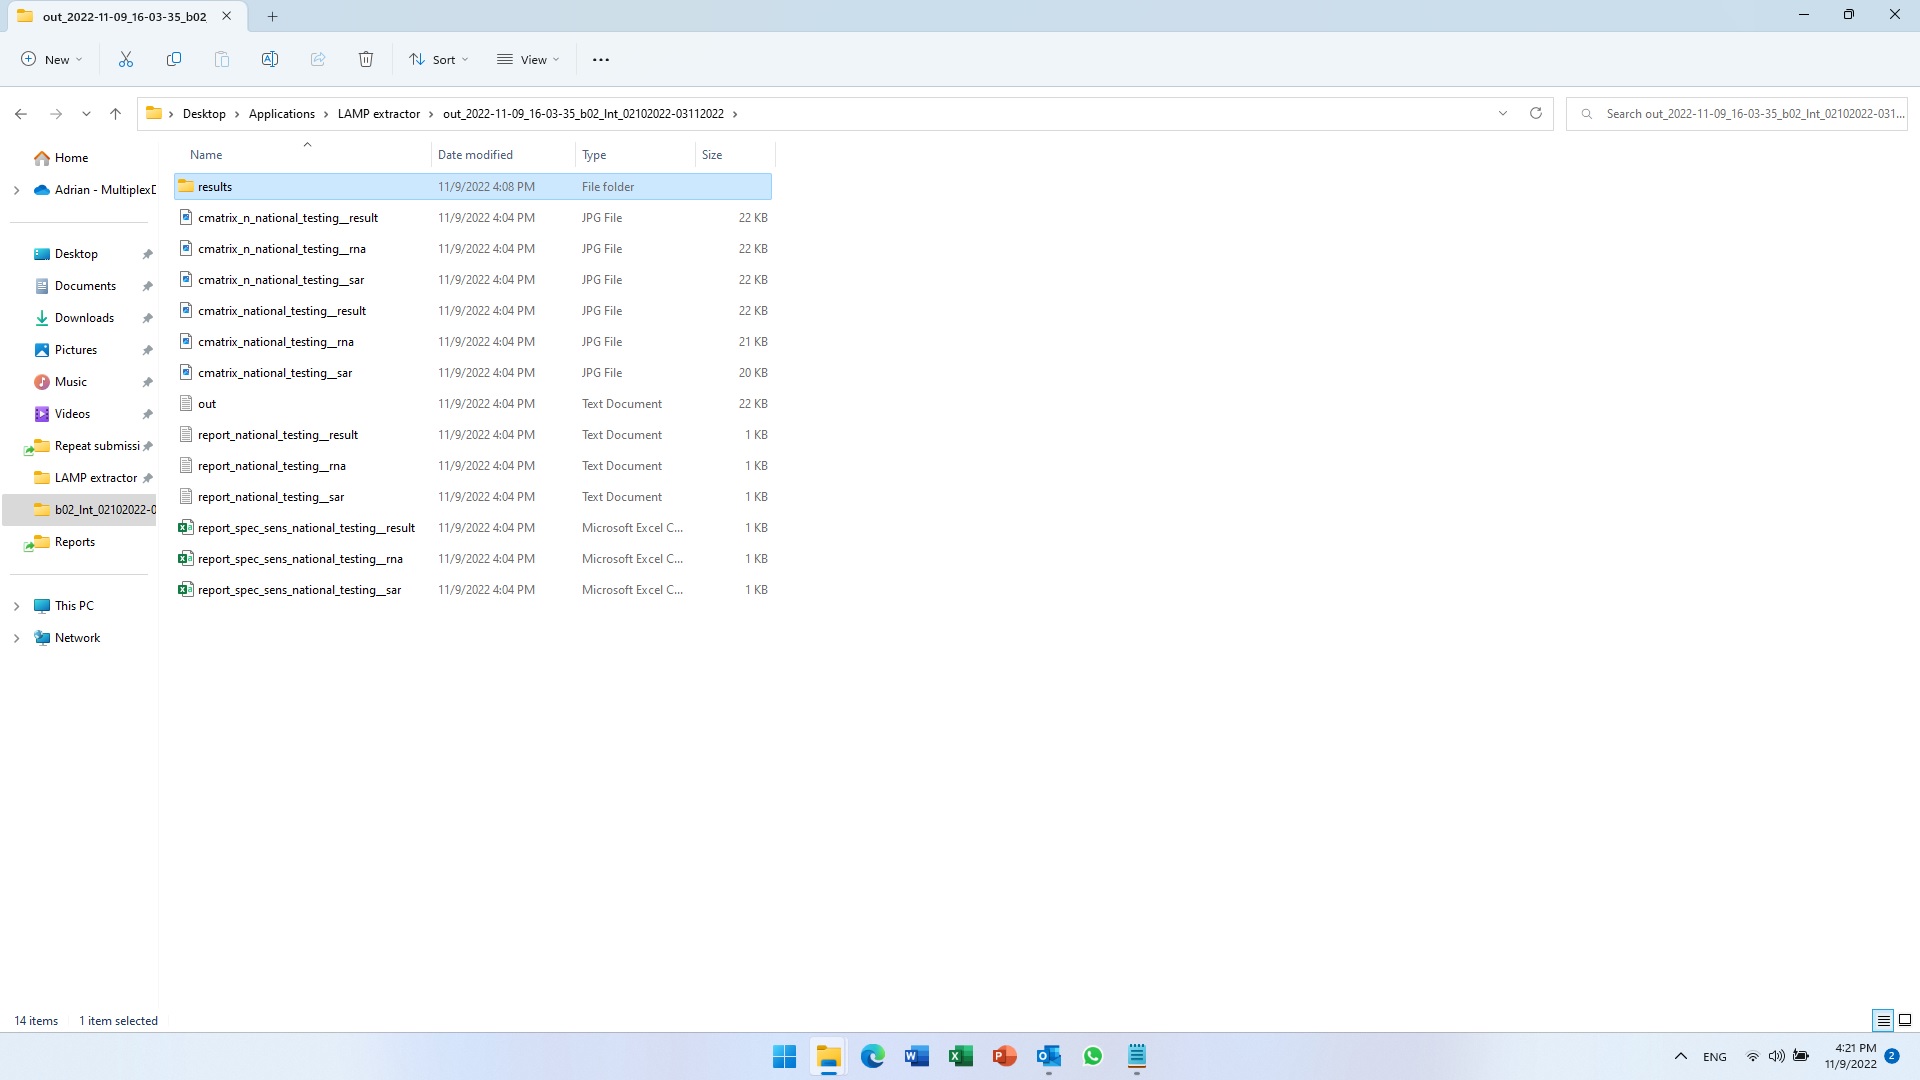 out_2022-11-09_16-03-35_b02
New
Sort
View
Desktop
Applications
LAMP extractor
out_2022-11-09_16-03-35_b02_Int_02102022-03112022
Search out_2022-11-09_16-03-35_b02_Int_02102022-031...
Name Date modified Type Size
results 11/9/2022 4:08 PM File folder
cmatrix_n_national_testing__result 11/9/2022 4:04 PM JPG File 22 KB
cmatrix_n_national_testing__rna 11/9/2022 4:04 PM JPG File 22 KB
cmatrix_n_national_testing__sar 11/9/2022 4:04 PM JPG File 22 KB
cmatrix_national_testing__result 11/9/2022 4:04 PM JPG File 22 KB
cmatrix_national_testing__rna 11/9/2022 4:04 PM JPG File 21 KB
cmatrix_national_testing__sar 11/9/2022 4:04 PM JPG File 20 KB
out 11/9/2022 4:04 PM Text Document 22 KB
report_national_testing__result 11/9/2022 4:04 PM Text Document 1 KB
report_national_testing__rna 11/9/2022 4:04 PM Text Document 1 KB
report_national_testing__sar 11/9/2022 4:04 PM Text Document 1 KB
report_spec_sens_national_testing__result 11/9/2022 4:04 PM Microsoft Excel C... 1 KB
report_spec_sens_national_testing__rna 11/9/2022 4:04 PM Microsoft Excel C... 1 KB
report_spec_sens_national_testing__sar 11/9/2022 4:04 PM Microsoft Excel C... 1 KB
Home
Adrian - MultiplexD
Desktop
Documents
Downloads
Pictures
Music
Videos
Repeat submissi
LAMP extractor
b02_Int_02102022-0
Reports
This PC
Network
14 items 1 item selected
ENG
4:21 PM
11/9/2022
2